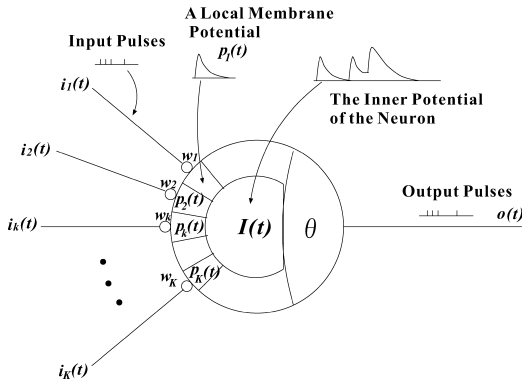 A Local Membrane
Potential
Input Pulses
p1(t)
i1(t)
The Inner Potential
of the Neuron
i2(t)
w1
w2
p2(t)
Output Pulses
ik(t)
wk
pk(t)
I(t)
θ
o(t)
wK
pK(t)
iK(t)